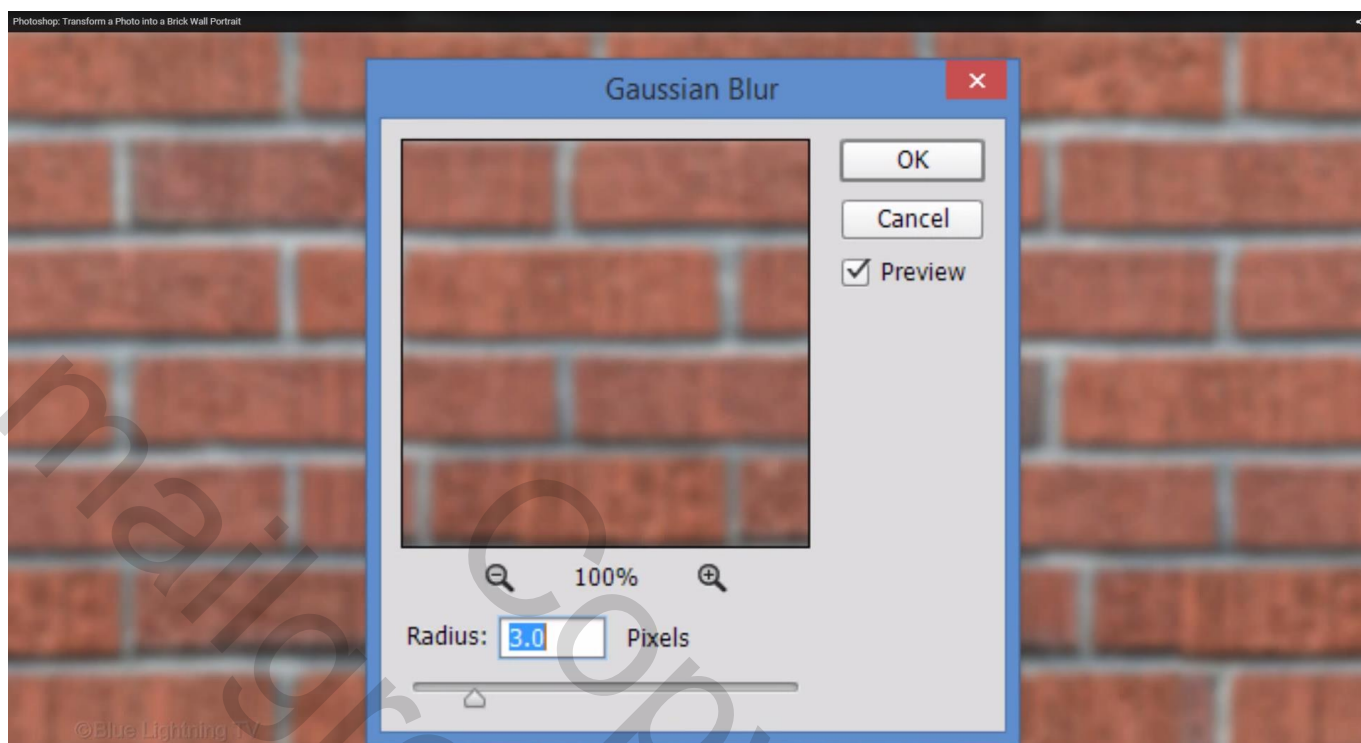 Photoshop: Transform a Photo into a Brick Wall Portrait
Gaussian Blur
OK
Cancel
Preview
100%
Radius: 3.0 Pixels
©Blue Lightning TV